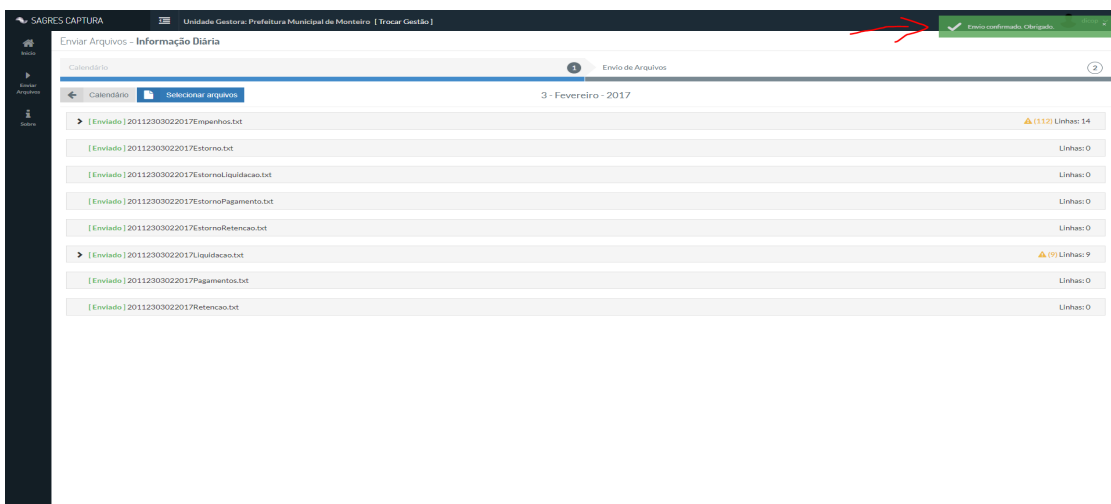 SAGRES CAPTURA
Unidade Gestora: Prefeitura Municipal de Monteiro [ Trocar Gestão ]
Envio confirmado. Obrigado.
Início
Enviar Arquivos
Sobre
Enviar Arquivos - Informação Diária
Calendário 1 Envio de Arquivos 2
Calendário Selecionar arquivos 3 - Fevereiro - 2017
[ Enviado ] 20112303022017Empenhos.txt (112) Linhas: 14
[ Enviado ] 20112303022017Estorno.txt Linhas: 0
[ Enviado ] 20112303022017EstornoLiquidacao.txt Linhas: 0
[ Enviado ] 20112303022017EstornoPagamento.txt Linhas: 0
[ Enviado ] 20112303022017EstornoRetencao.txt Linhas: 0
[ Enviado ] 20112303022017Liquidacao.txt (9) Linhas: 9
[ Enviado ] 20112303022017Pagamentos.txt Linhas: 0
[ Enviado ] 20112303022017Retencao.txt Linhas: 0